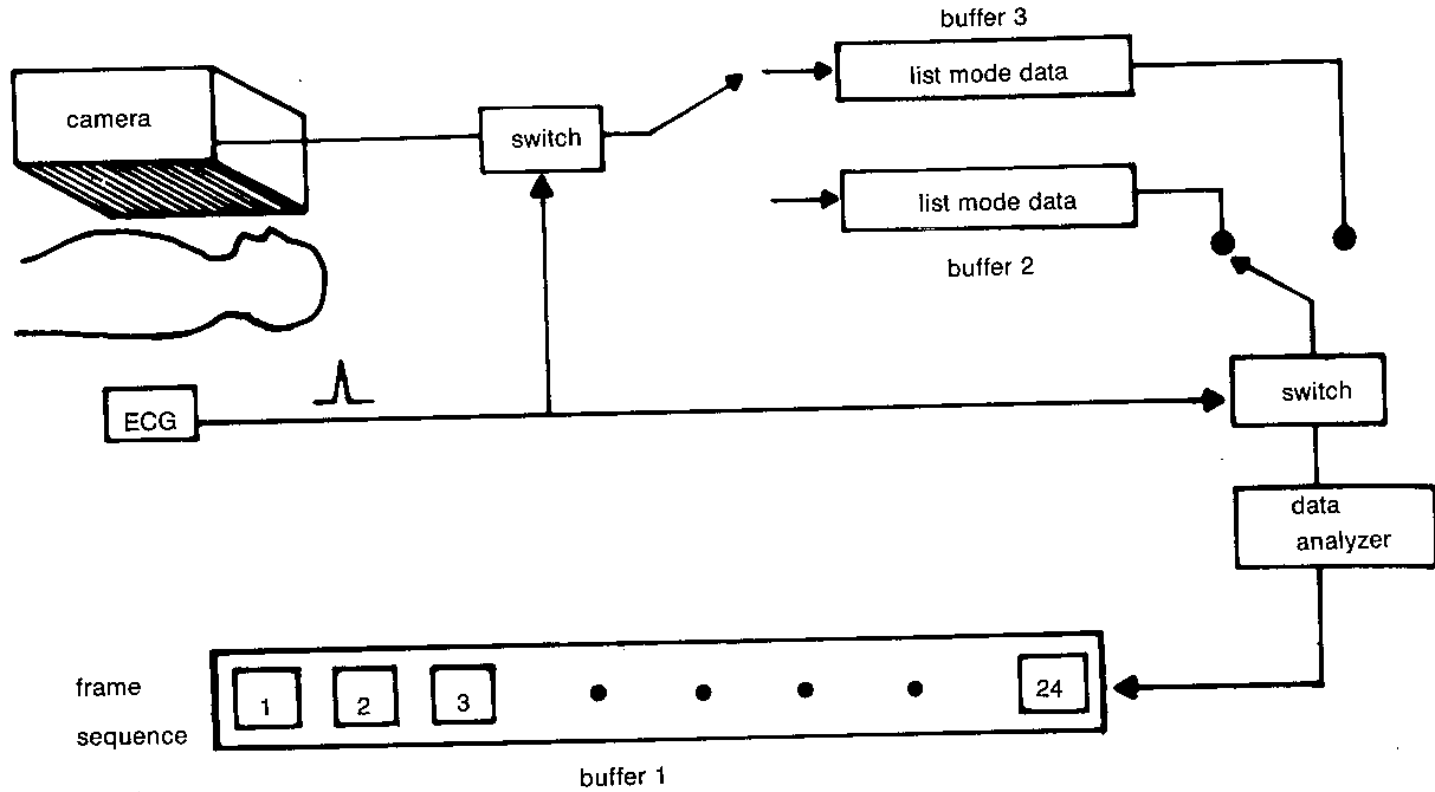 buffer 3
list mode data
camera
switch
list mode data
buffer 2
ECG
switch
data
analyzer
frame
sequence
1 2 3 24
buffer 1